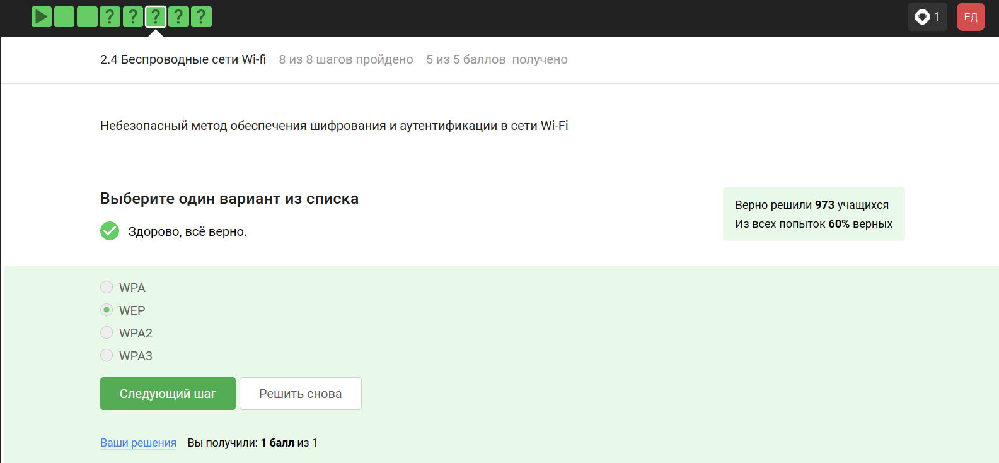 ? ? ? ? ?
1
ЕД
2.4 Беспроводные сети Wi-fi 8 из 8 шагов пройдено 5 из 5 баллов получено
Небезопасный метод обеспечения шифрования и аутентификации в сети Wi-Fi
Выберите один вариант из списка
Верно решили 973 учащихся
Из всех попыток 60% верных
Здорово, всё верно.
WPA
WEP
WPA2
WPA3
Следующий шаг
Решить снова
Ваши решения Вы получили: 1 балл из 1